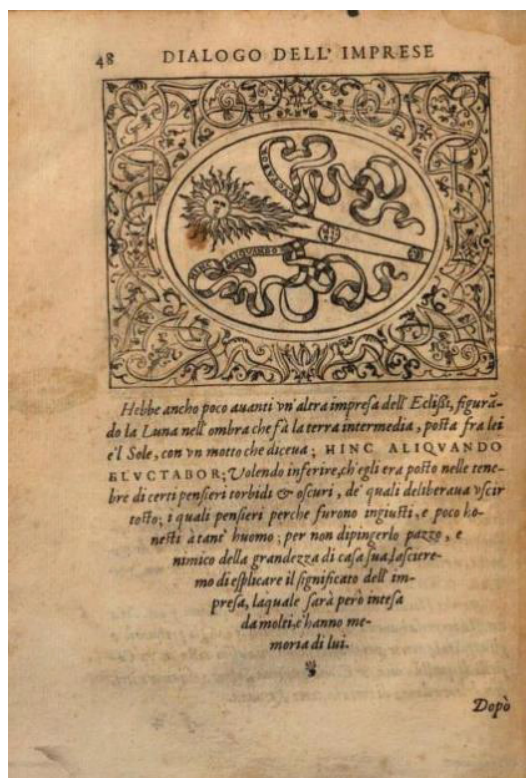 48 DIALOGO DELL' IMPRESE
HINC ALIQVANDO
ELVCTABOR
Hebbe ancho poco auanti vn' altra impresa dell' Eclißi, figurã-
do la Luna nell' ombra che fà la terra intermedia, posta fra lei
e'l Sole, con vn motto che diceua; HINC ALIQVANDO
ELVCTABOR; Volendo inferire, ch'egli era posto nelle tene-
bre di certi pensieri torbidi & oscuri, de' quali deliberaua vscir
tosto; i quali pensieri perche furono ingiusti, e poco ho-
nesti à tant' huomo; per non dipingerlo pazzo, e
nimico della grandezza di casa sua, lasciere-
mo di esplicare il significato dell' im-
presa, laquale sarà però intesa
da molti, c'hanno me-
moria di lui.
Dopò